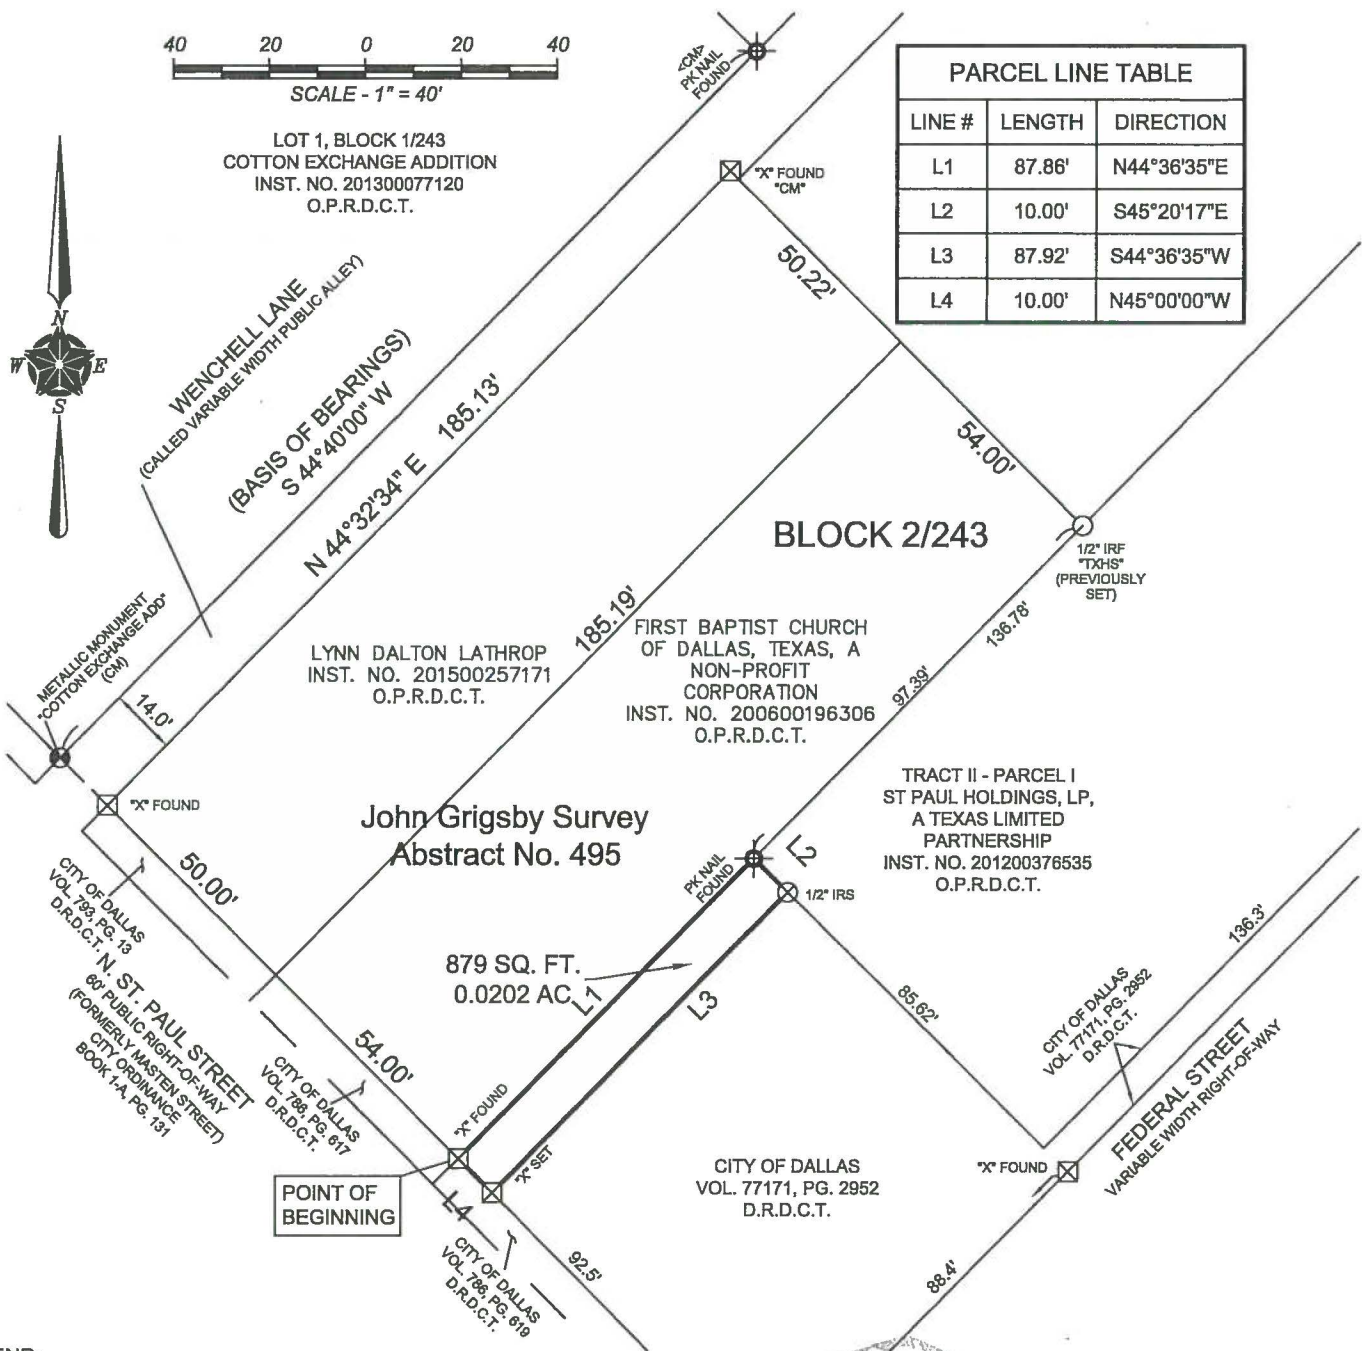 40 20 0 20 40
SCALE - 1" = 40'
LOT 1, BLOCK 1/243
COTTON EXCHANGE ADDITION
INST. NO. 201300077120
O.P.R.D.C.T.
<CM>
PK NAIL
FOUND
PARCEL LINE TABLE
LINE # LENGTH DIRECTION
L1 87.86' N44°36'35"E
L2 10.00' S45°20'17"E
L3 87.92' S44°36'35"W
L4 10.00' N45°00'00"W
"X" FOUND
"CM"
N
W E
S
WENCHELL LANE
(CALLED VARIABLE WIDTH PUBLIC ALLEY)
(BASIS OF BEARINGS)
S 44°40'00" W
N 44°32'34" E 185.13'
50.22'
54.00'
BLOCK 2/243
1/2" IRF
"TXHS"
(PREVIOUSLY
SET)
METALLIC MONUMENT
"COTTON EXCHANGE ADD"
(CM)
14.0'
"X" FOUND
LYNN DALTON LATHROP
INST. NO. 201500257171
O.P.R.D.C.T.
185.19'
FIRST BAPTIST CHURCH
OF DALLAS, TEXAS, A
NON-PROFIT
CORPORATION
INST. NO. 200600196306
O.P.R.D.C.T.
136.78'
97.39'
TRACT II - PARCEL I
ST PAUL HOLDINGS, LP,
A TEXAS LIMITED
PARTNERSHIP
INST. NO. 201200376535
O.P.R.D.C.T.
John Grigsby Survey
Abstract No. 495
PK NAIL
FOUND
L2
1/2" IRS
50.00'
CITY OF DALLAS
VOL. 793, PG. 13
D.R.D.C.T.
N. ST. PAUL STREET
60' PUBLIC RIGHT-OF-WAY
(FORMERLY MASTEN STREET)
CITY ORDINANCE
BOOK 1-A, PG. 131
879 SQ. FT.
0.0202 AC.
L1
L3
85.62'
136.3'
CITY OF DALLAS
VOL. 77171, PG. 2952
D.R.D.C.T.
FEDERAL STREET
VARIABLE WIDTH RIGHT-OF-WAY
54.00'
CITY OF DALLAS
VOL. 786, PG. 617
D.R.D.C.T.
"X" FOUND
"X" SET
POINT OF
BEGINNING
L4
CITY OF DALLAS
VOL. 786, PG. 619
D.R.D.C.T.
92.5'
CITY OF DALLAS
VOL. 77171, PG. 2952
D.R.D.C.T.
"X" FOUND
88.4'